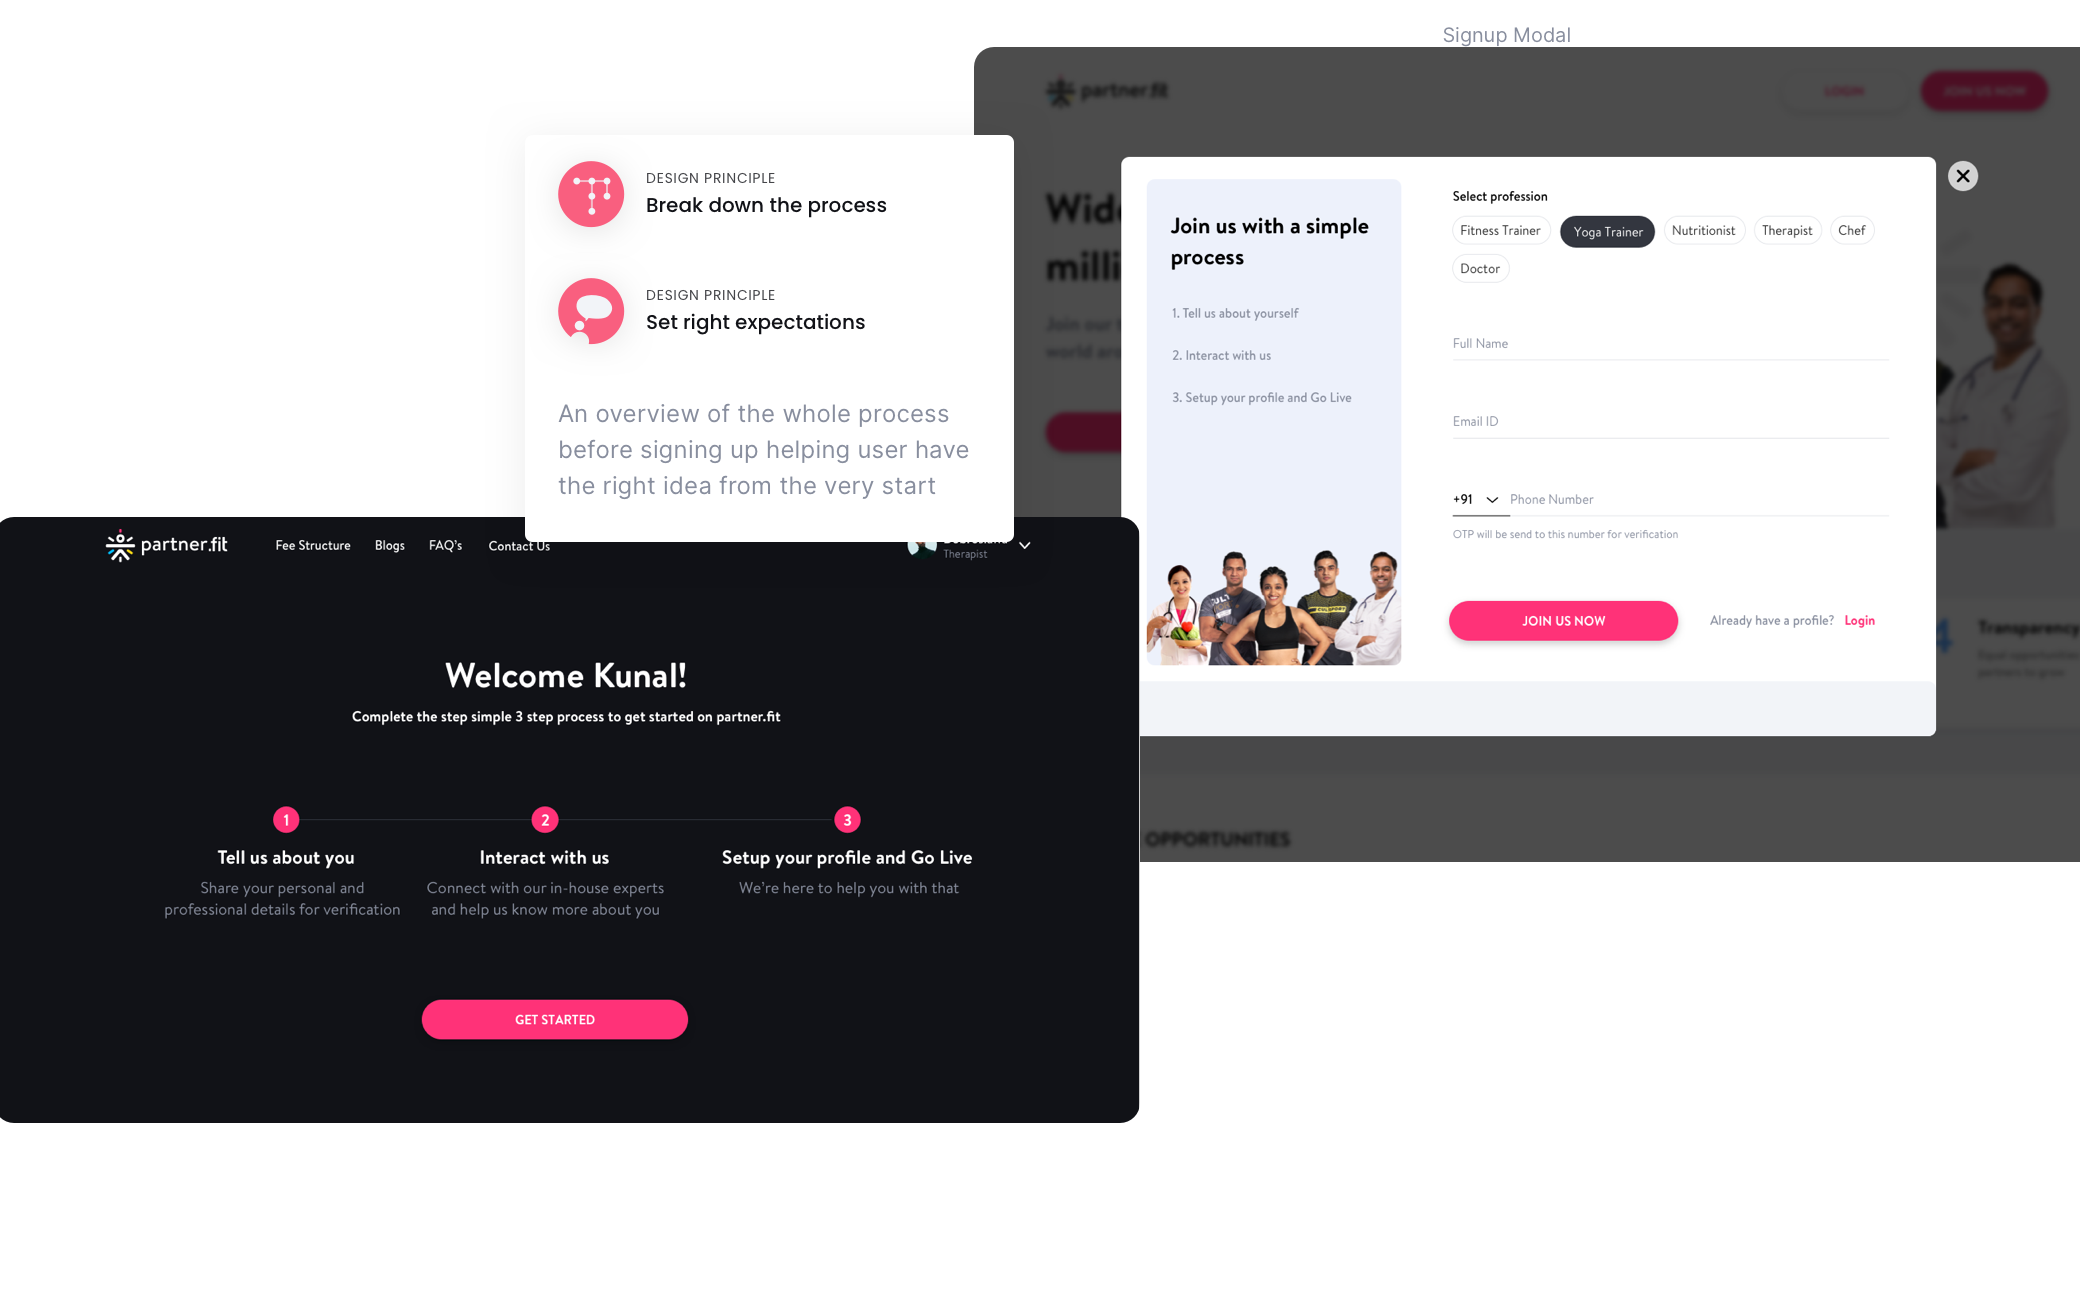 Signup Modal
partner.fit
LOGIN
JOIN US NOW
DESIGN PRINCIPLE
Break down the process
DESIGN PRINCIPLE
Set right expectations
An overview of the whole process
before signing up helping user have
the right idea from the very start
Join us with a simple
process
1. Tell us about yourself
2. Interact with us
3. Setup your profile and Go Live
Select profession
Fitness Trainer
Yoga Trainer
Nutritionist
Therapist
Chef
Doctor
Full Name
Email ID
+91
Phone Number
OTP will be send to this number for verification
JOIN US NOW
Already have a profile? Login
4
Transparency
OPPORTUNITIES
partner.fit
Fee Structure
Blogs
FAQ's
Contact Us
Therapist
Welcome Kunal!
Complete the step simple 3 step process to get started on partner.fit
1
2
3
Tell us about you
Share your personal and
professional details for verification
Interact with us
Connect with our in-house experts
and help us know more about you
Setup your profile and Go Live
We're here to help you with that
GET STARTED